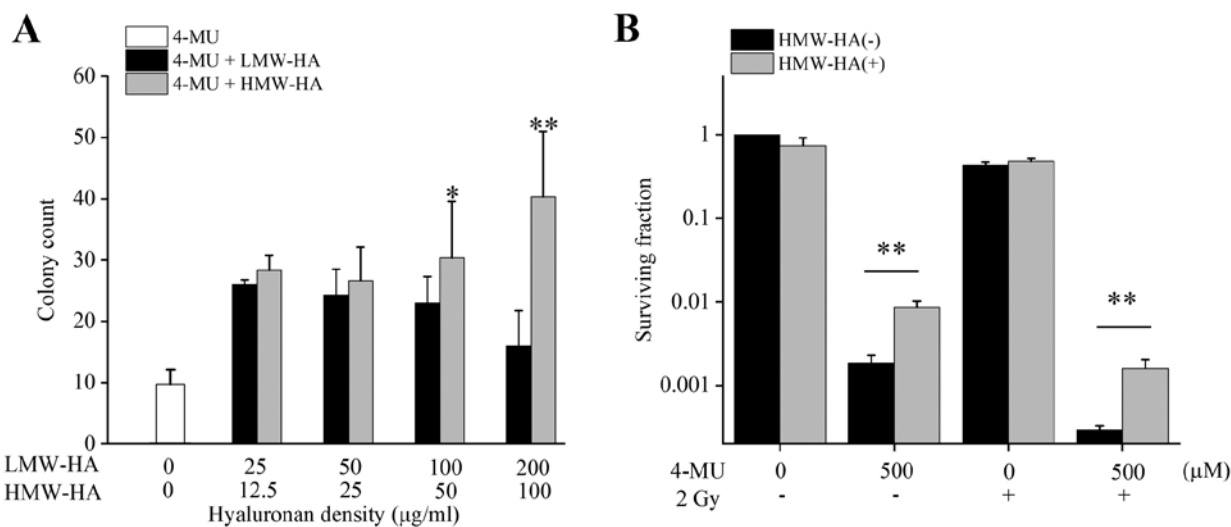 A
4-MU
4-MU + LMW-HA
4-MU + HMW-HA
Colony count
60
50
40
30
20
10
0
*
**
LMW-HA 0 25 50 100 200
HMW-HA 0 12.5 25 50 100
Hyaluronan density (μg/ml)
B
HMW-HA(-)
HMW-HA(+)
Surviving fraction
1
0.1
0.01
0.001
**
**
4-MU 0 500 0 500 (μM)
2 Gy - - + +